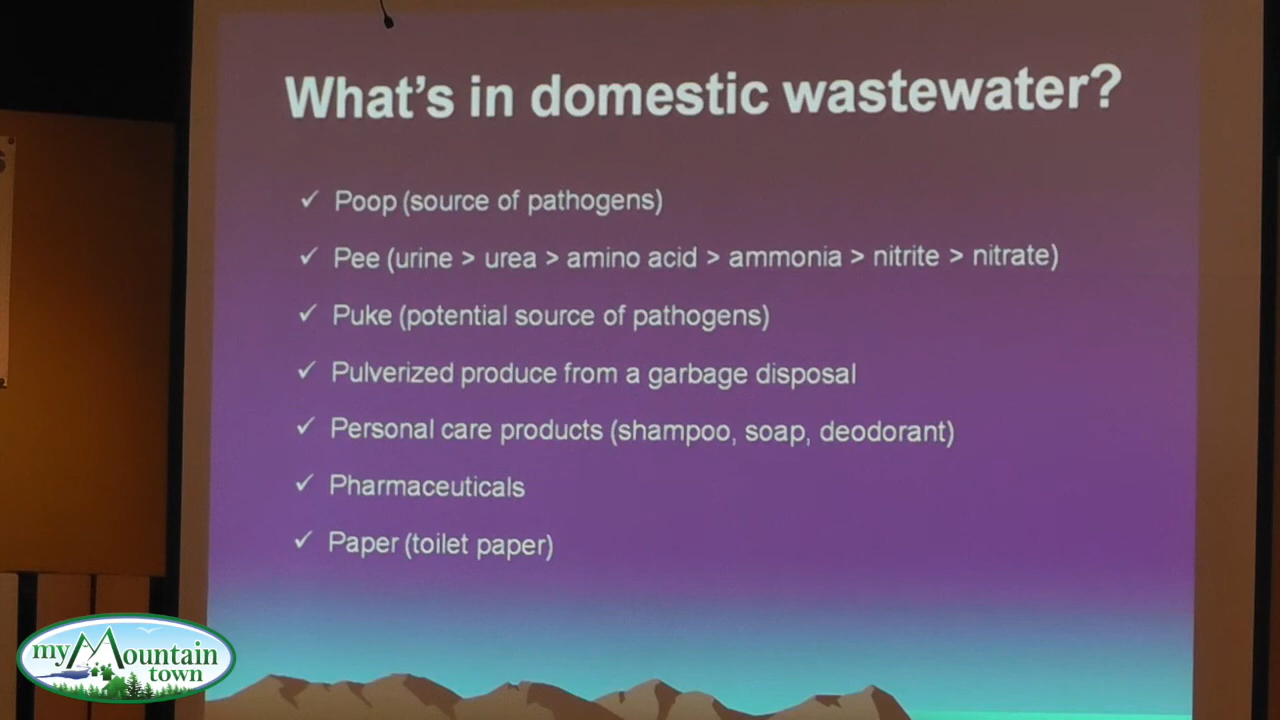 What's in domestic wastewater?
✓ Poop (source of pathogens)
✓ Pee (urine > urea > amino acid > ammonia > nitrite > nitrate)
✓ Puke (potential source of pathogens)
✓ Pulverized produce from a garbage disposal
✓ Personal care products (shampoo, soap, deodorant)
✓ Pharmaceuticals
✓ Paper (toilet paper)
my Mountain
town